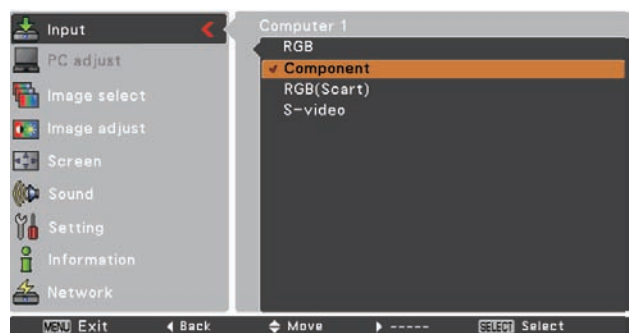 Input
PC adjust
Image select
Image adjust
Screen
Sound
Setting
Information
Network
Computer 1
RGB
Component
RGB(Scart)
S-video
MENU Exit
Back
Move
-----
SELECT Select